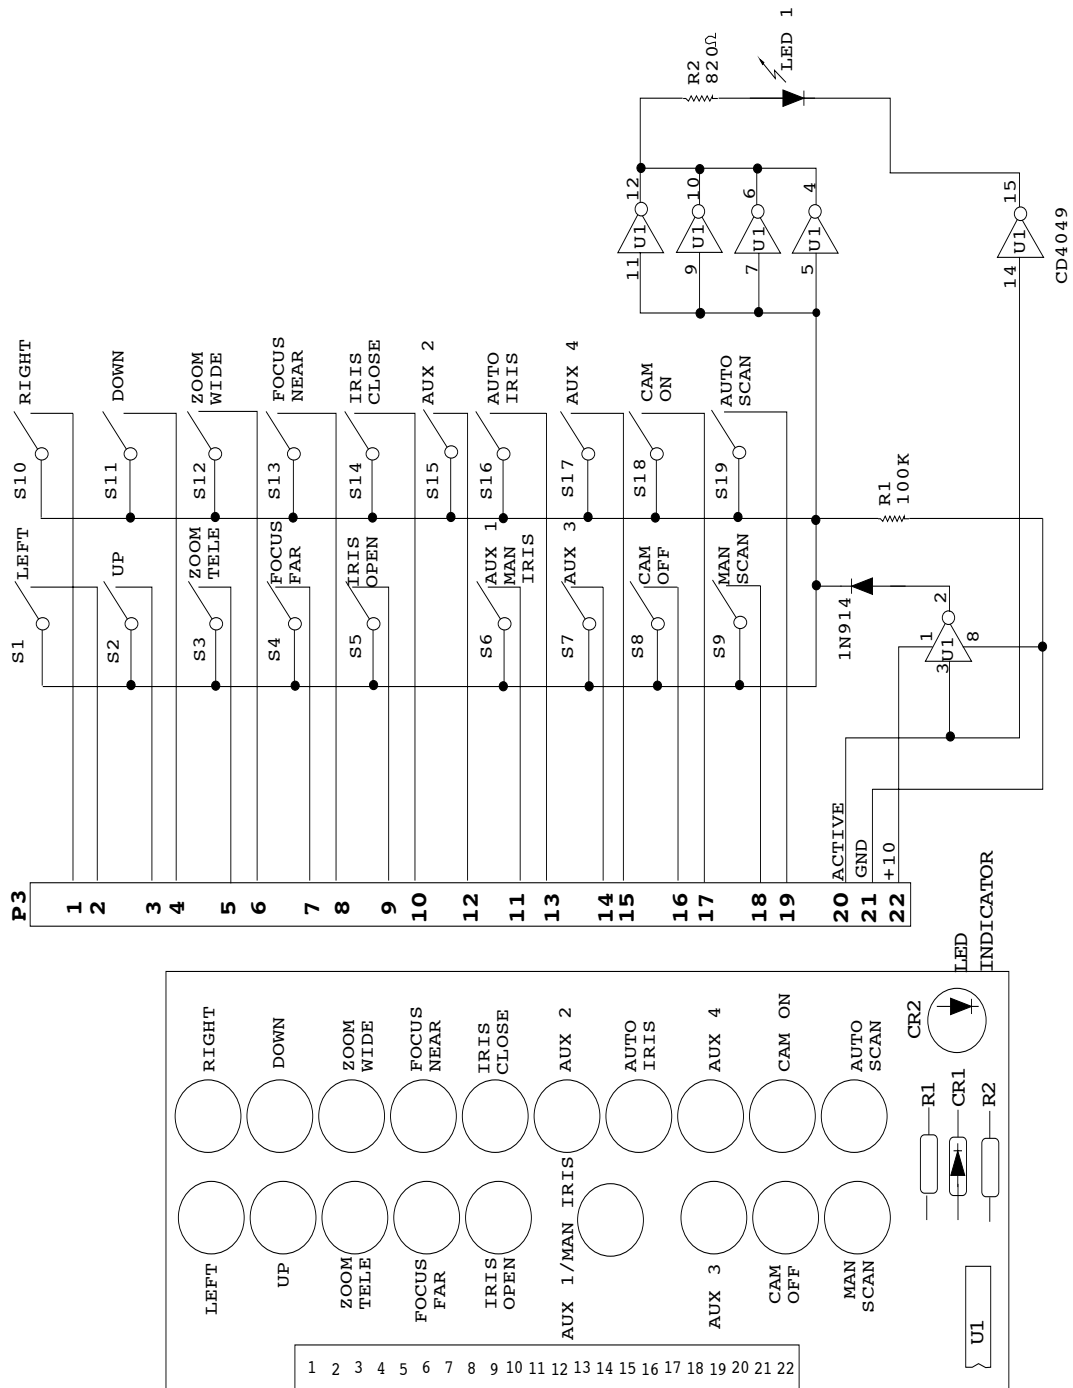 LED 1
R2
820Ω
12
10
6
4
15
U1
U1
U1
U1
U1
11
9
7
5
14
CD4049
RIGHT
DOWN
ZOOM
WIDE
FOCUS
NEAR
IRIS
CLOSE
AUX 2
AUTO
IRIS
AUX 4
CAM
ON
AUTO
SCAN
S10
S11
S12
S13
S14
S15
S16
S17
S18
S19
R1
100K
LEFT
UP
ZOOM
TELE
FOCUS
FAR
IRIS
OPEN
AUX 1
MAN
IRIS
AUX 3
CAM
OFF
MAN
SCAN
S1
S2
S3
S4
S5
S6
S7
S8
S9
1N914
2
1
U1
8
3
ACTIVE
GND
+10
P3
1
2
3
4
5
6
7
8
9
10
12
11
13
14
15
16
17
18
19
20
21
22
LED
INDICATOR
CR2
RIGHT
DOWN
ZOOM
WIDE
FOCUS
NEAR
IRIS
CLOSE
AUX 2
AUTO
IRIS
AUX 4
CAM ON
AUTO
SCAN
R1
CR1
R2
LEFT
UP
ZOOM
TELE
FOCUS
FAR
IRIS
OPEN
AUX 1/MAN IRIS
AUX 3
CAM
OFF
MAN
SCAN
U1
1 2 3 4 5 6 7 8 9 10 11 12 13 14 15 16 17 18 19 20 21 22